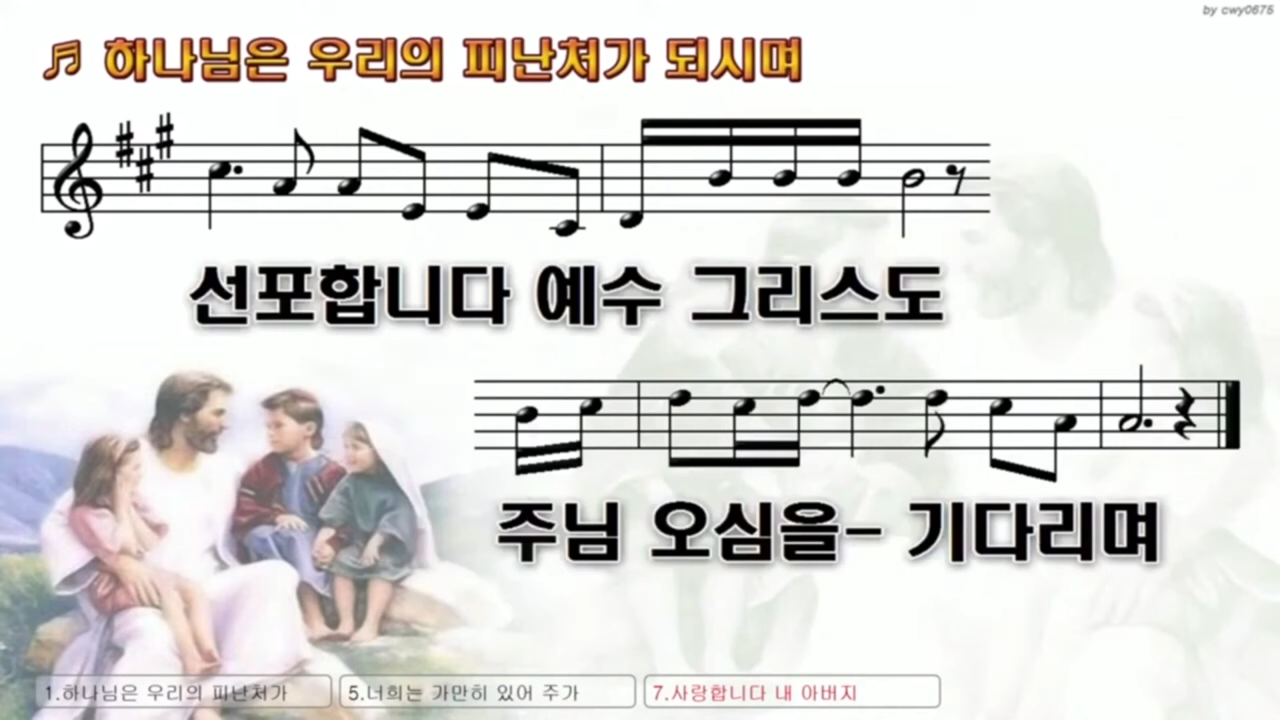 by cwy0675
♬ 하나님은 우리의 피난처가 되시며
선포합니다 예수 그리스도
주님 오심을- 기다리며
1.하나님은 우리의 피난처가 5.너희는 가만히 있어 주가 7.사랑합니다 내 아버지